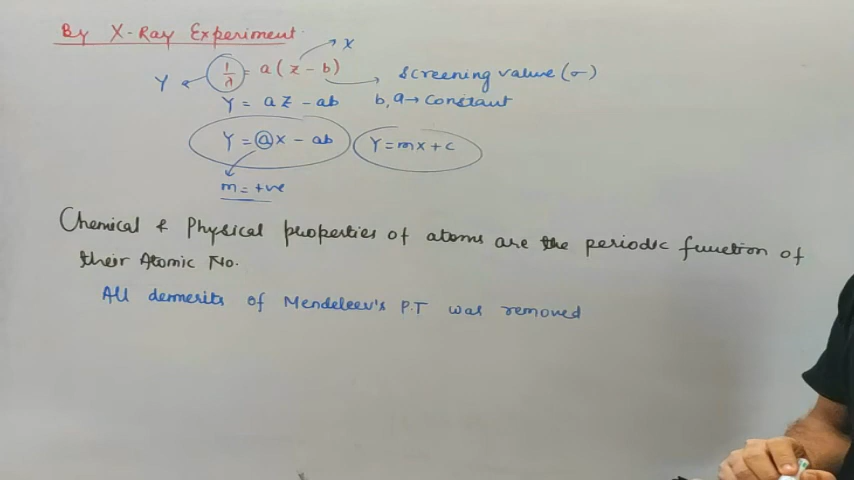 By X-Ray Experiment
x
Y 1/λ = a(z - b) → Screening value (σ)
Y = az - ab b, a → constant
Y = ax - ab Y = mx + c
m = +ve
Chemical & Physical properties of atoms are the periodic function of
their Atomic No.
All demerits of Mendeleev's P.T was removed